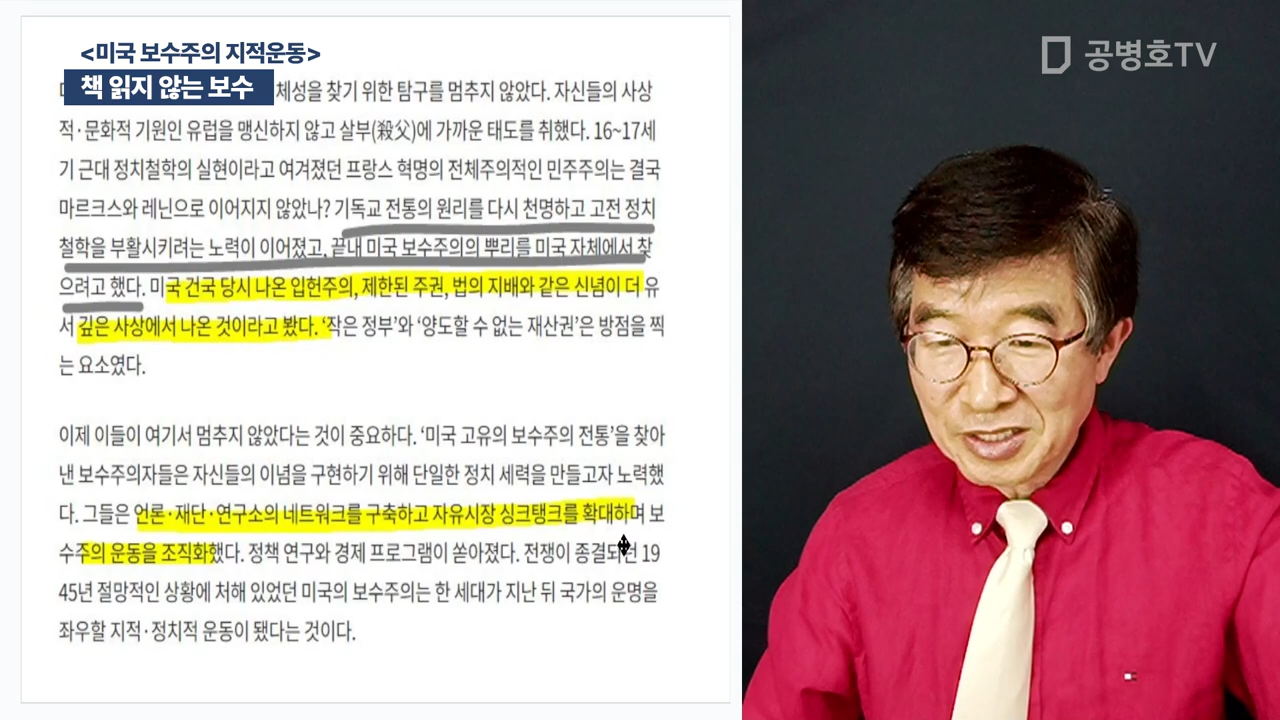 <미국 보수주의 지적운동>
책 읽지 않는 보수
공병호TV
체성을 찾기 위한 탐구를 멈추지 않았다. 자신들의 사상
적·문화적 기원인 유럽을 맹신하지 않고 살부(殺父)에 가까운 태도를 취했다. 16~17세
기 근대 정치철학의 실현이라고 여겨졌던 프랑스 혁명의 전체주의적인 민주주의는 결국
마르크스와 레닌으로 이어지지 않았나? 기독교 전통의 원리를 다시 천명하고 고전 정치
철학을 부활시키려는 노력이 이어졌고, 끝내 미국 보수주의의 뿌리를 미국 자체에서 찾
으려고 했다. 미국 건국 당시 나온 입헌주의, 제한된 주권, 법의 지배와 같은 신념이 더 유
서 깊은 사상에서 나온 것이라고 봤다. ‘작은 정부’와 ‘양도할 수 없는 재산권’은 방점을 찍
는 요소였다.
이제 이들이 여기서 멈추지 않았다는 것이 중요하다. ‘미국 고유의 보수주의 전통’을 찾아
낸 보수주의자들은 자신들의 이념을 구현하기 위해 단일한 정치 세력을 만들고자 노력했
다. 그들은 언론·재단·연구소의 네트워크를 구축하고 자유시장 싱크탱크를 확대하며 보
수주의 운동을 조직화했다. 정책 연구와 경제 프로그램이 쏟아졌다. 전쟁이 종결되던 19
45년 절망적인 상황에 처해 있었던 미국의 보수주의는 한 세대가 지난 뒤 국가의 운명을
좌우할 지적·정치적 운동이 됐다는 것이다.